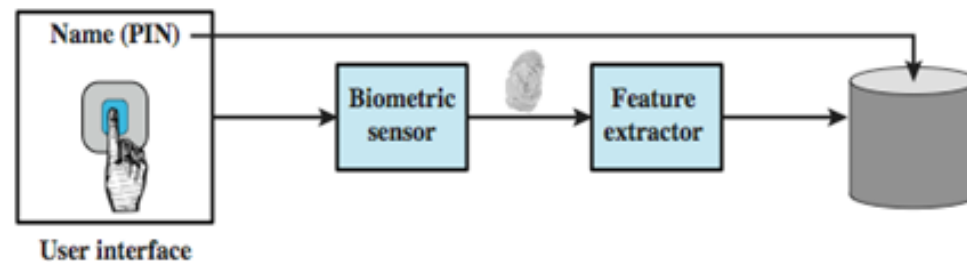 Name (PIN)
Biometric
sensor
Feature
extractor
User interface